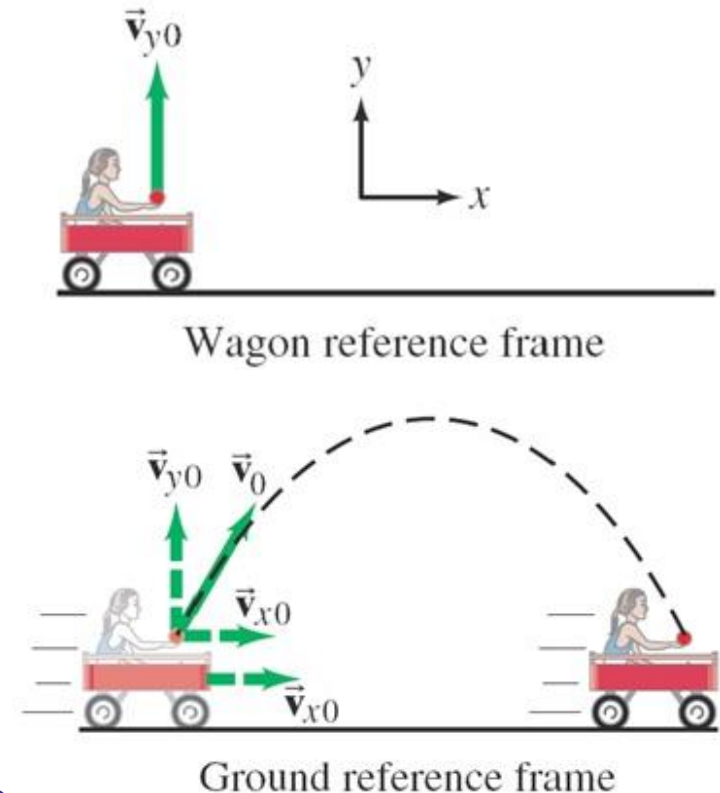 v⃗y0
y
x
Wagon reference frame
v⃗y0 v⃗0
v⃗x0
v⃗x0
Ground reference frame